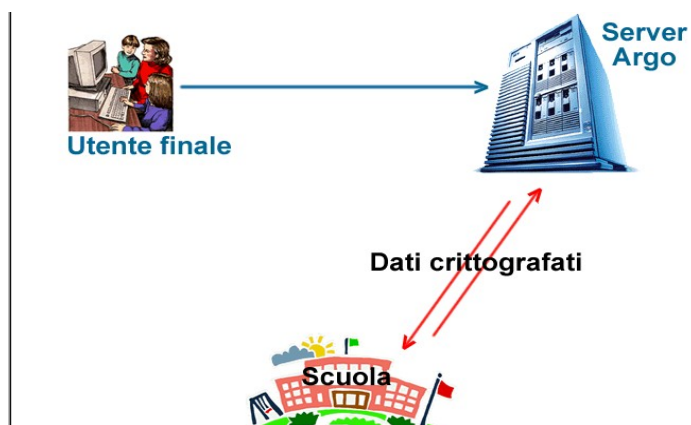 Server
Argo
Utente finale
Dati crittografati
Scuola